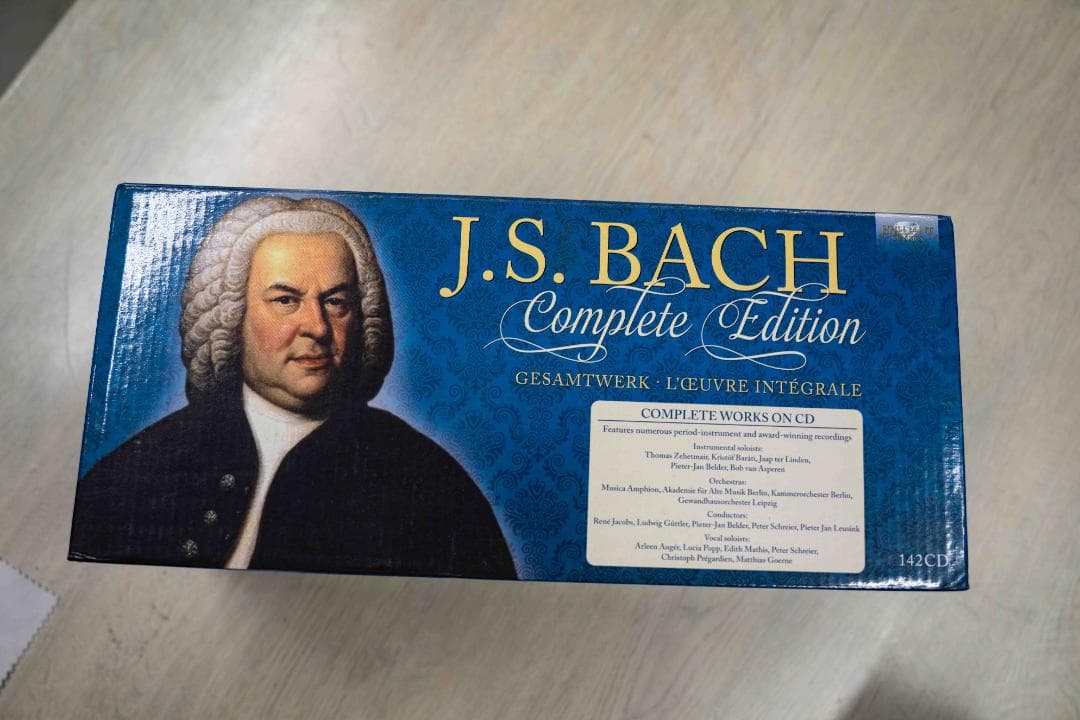 J.S. BACH
Complete Edition
GESAMTWERK · L'ŒUVRE INTÉGRALE
COMPLETE WORKS ON CD
Features numerous period-instrument and award-winning recordings
Instrumental soloists:
Thomas Zehetmair, Kristóf Baráti, Jaap ter Linden,
Pieter-Jan Belder, Bob van Asperen
Orchestras:
Musica Amphion, Akademie für Alte Musik Berlin, Kammerorchester Berlin,
Gewandhausorchester Leipzig
Conductors:
René Jacobs, Ludwig Güttler, Pieter-Jan Belder, Peter Schreier, Pieter Jan Leusink
Vocal soloists:
Arleen Augér, Lucia Popp, Edith Mathis, Peter Schreier,
Christoph Prégardien, Matthias Goerne
142CD